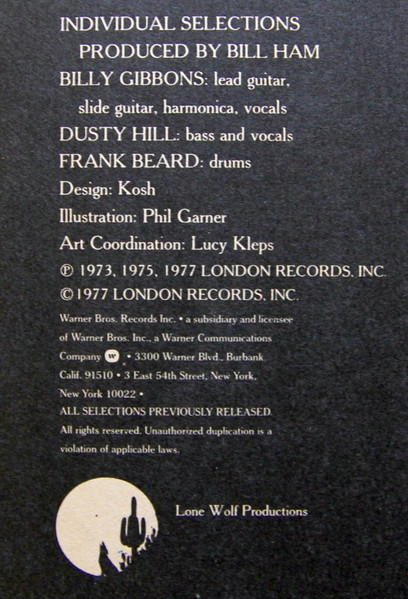 INDIVIDUAL SELECTIONS
PRODUCED BY BILL HAM
BILLY GIBBONS: lead guitar,
slide guitar, harmonica, vocals
DUSTY HILL: bass and vocals
FRANK BEARD: drums
Design: Kosh
Illustration: Phil Garner
Art Coordination: Lucy Kleps
℗ 1973, 1975, 1977 LONDON RECORDS, INC.
© 1977 LONDON RECORDS, INC.
Warner Bros. Records Inc. • a subsidiary and licensee
of Warner Bros. Inc., a Warner Communications
Company W • 3300 Warner Blvd., Burbank
Calif. 91510 • 3 East 54th Street, New York,
New York 10022 •
ALL SELECTIONS PREVIOUSLY RELEASED.
All rights reserved. Unauthorized duplication is a
violation of applicable laws.
Lone Wolf Productions